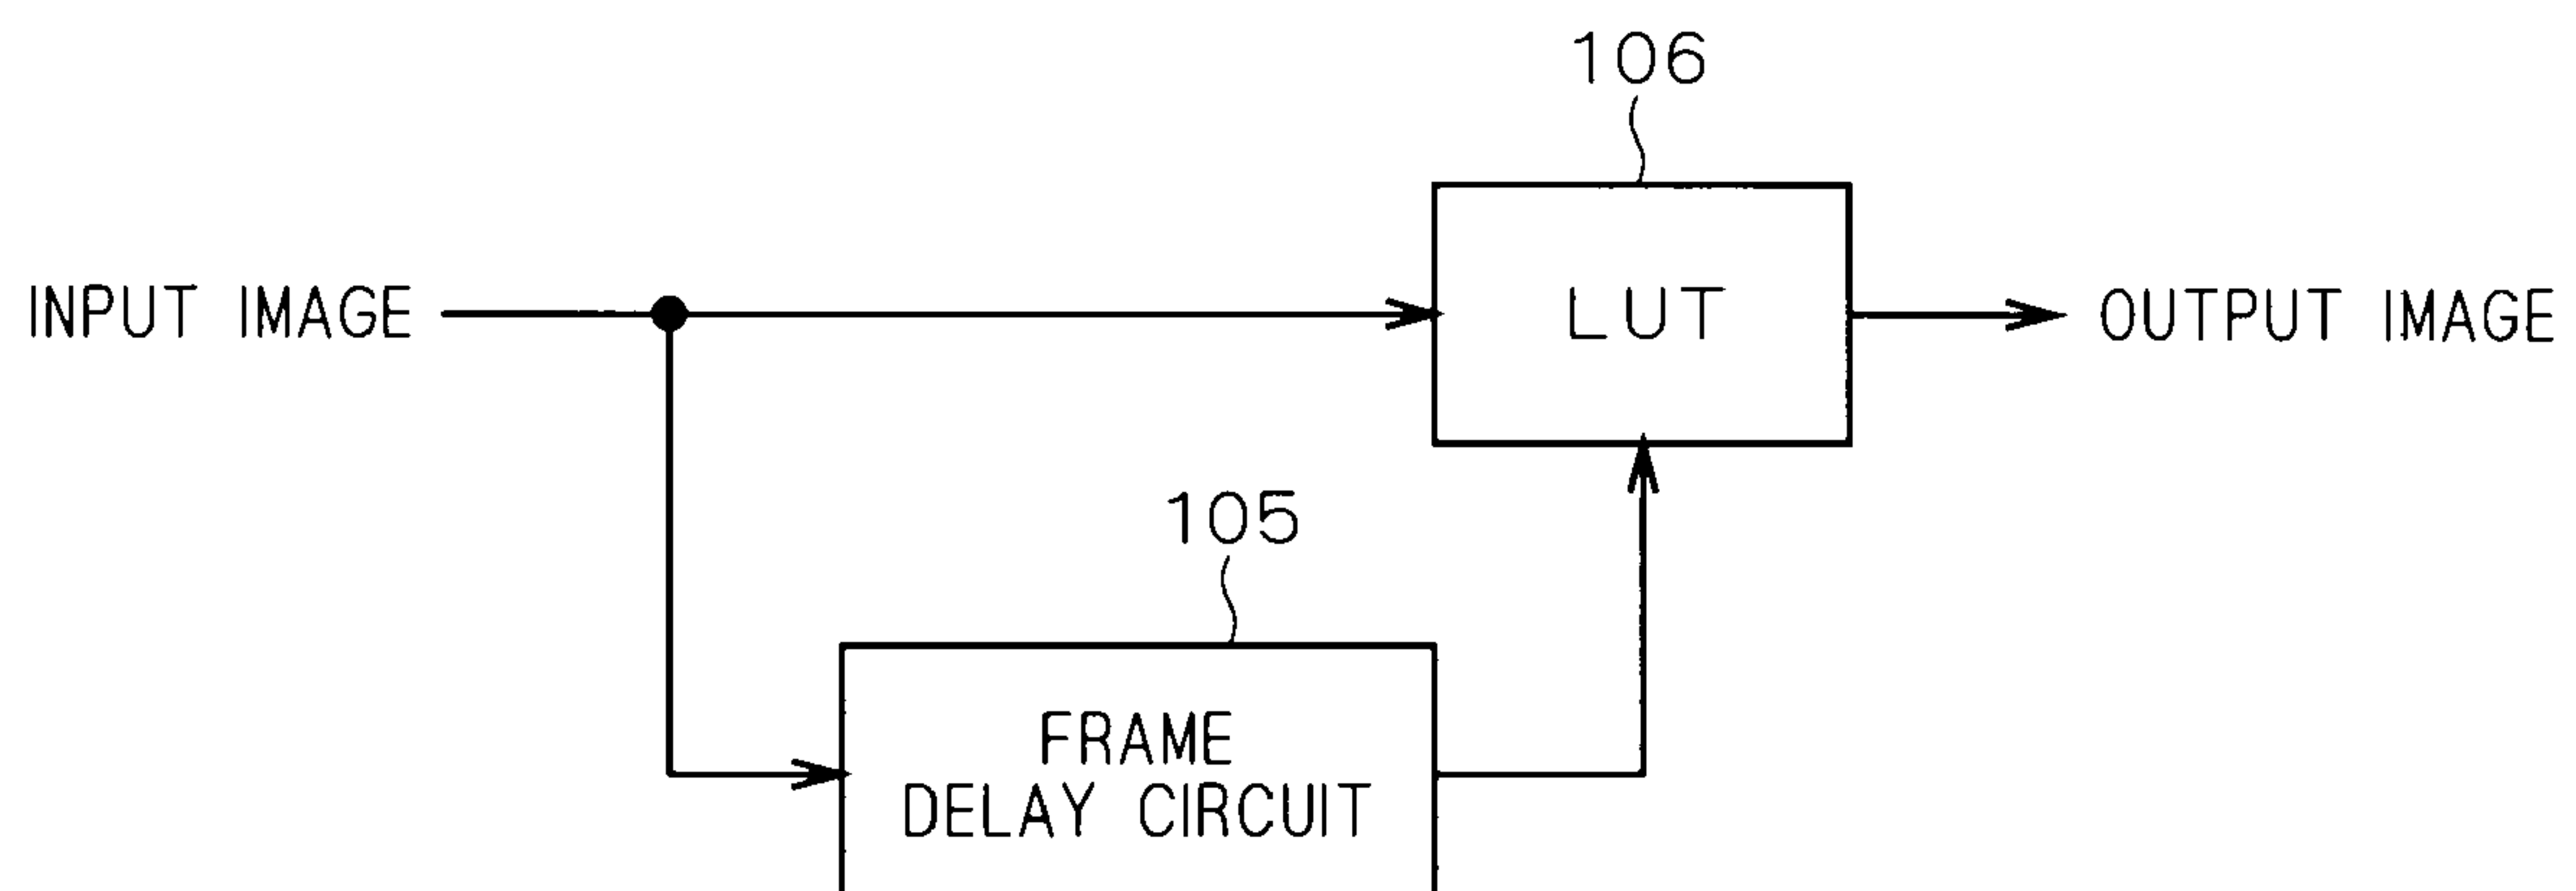 106
INPUT IMAGE
LUT
OUTPUT IMAGE
105
FRAME
DELAY CIRCUIT